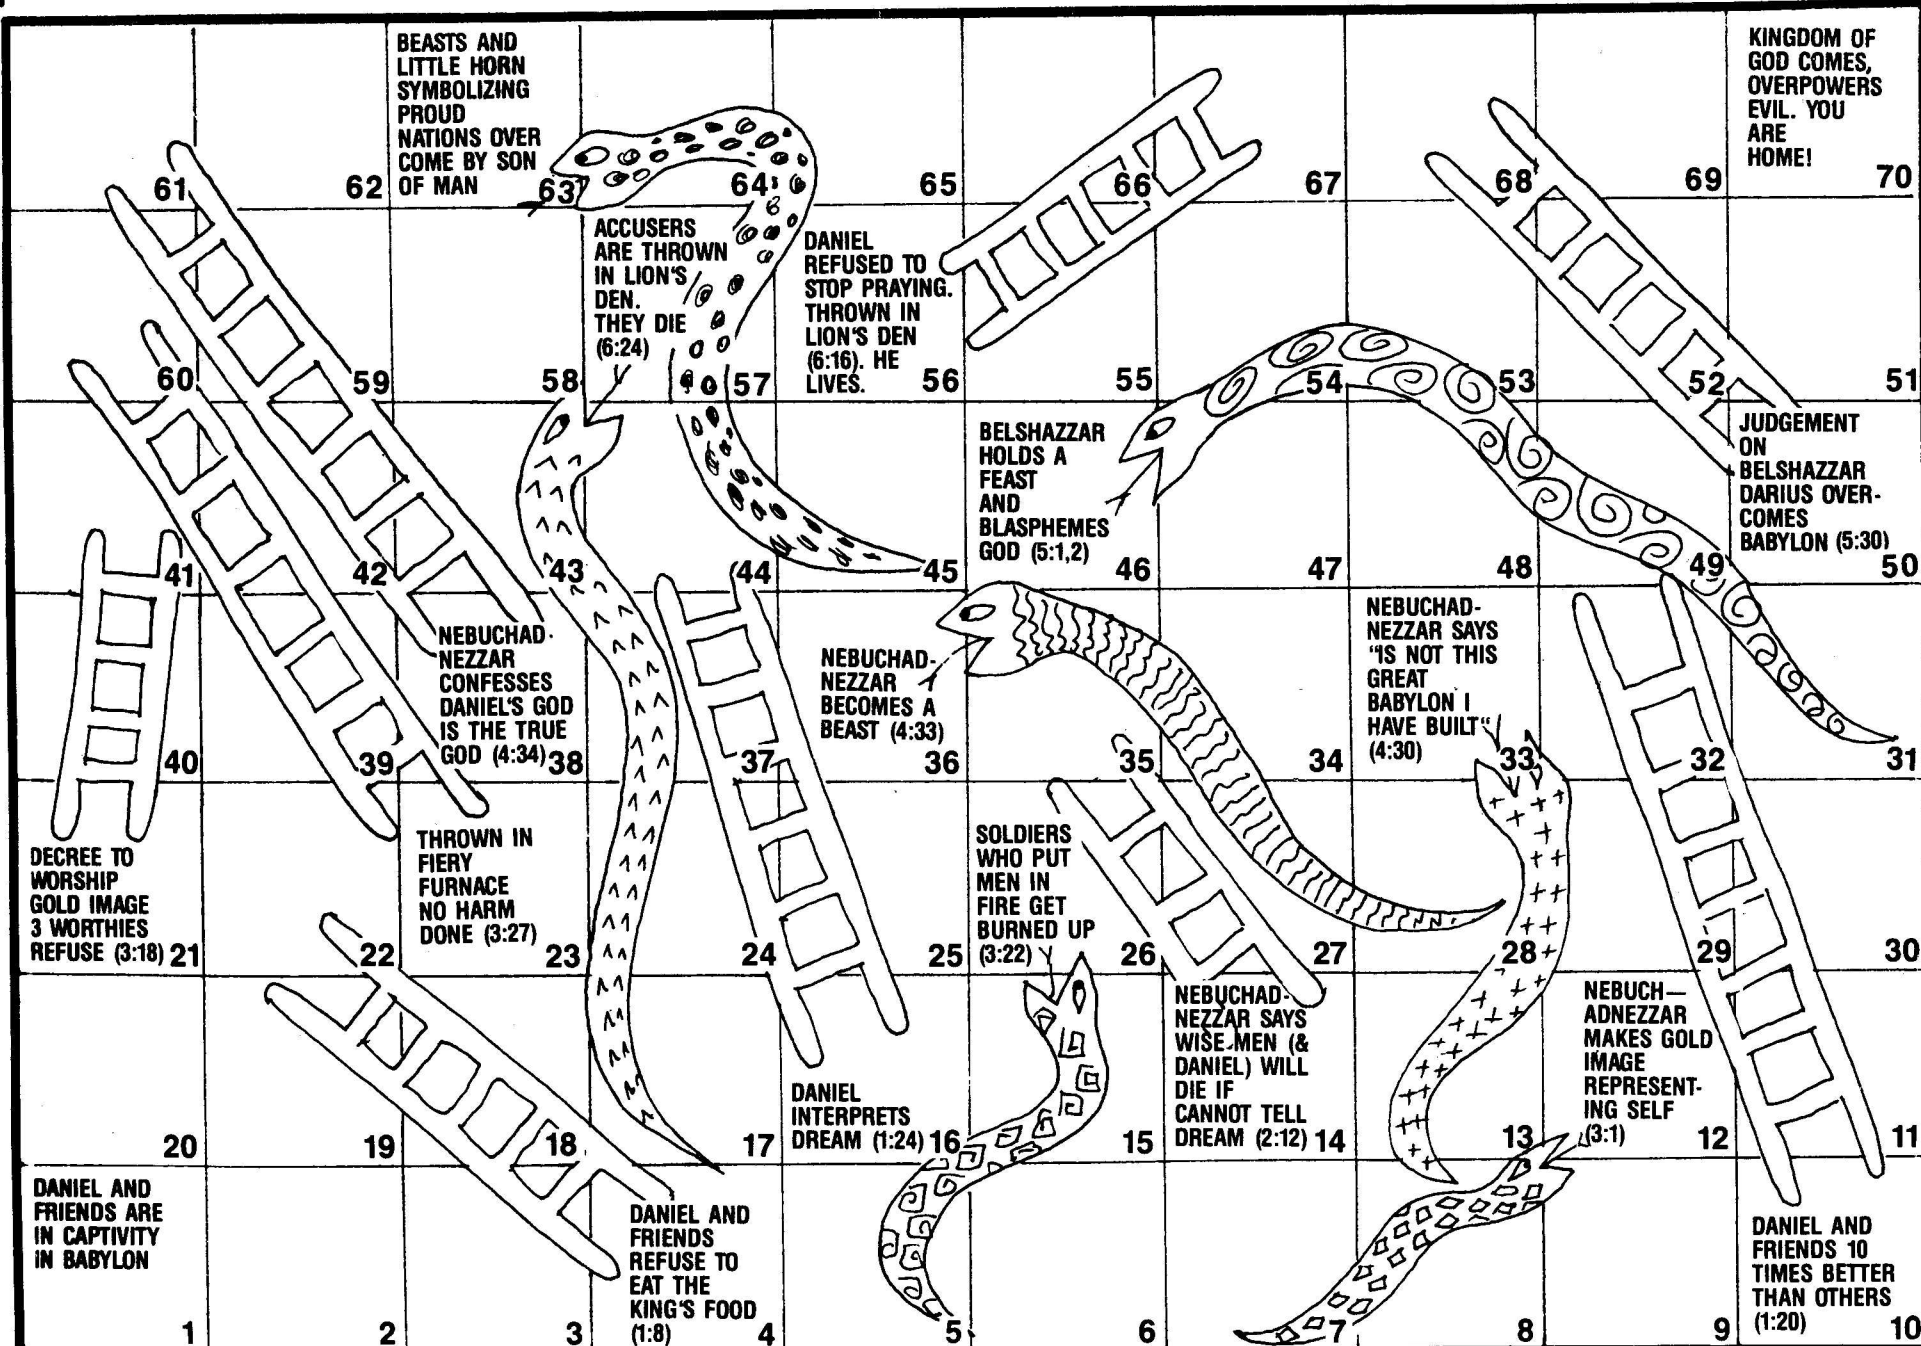 BEASTS AND
LITTLE HORN
SYMBOLIZING
PROUD
NATIONS OVER
COME BY SON
OF MAN
KINGDOM OF
GOD COMES,
OVERPOWERS
EVIL. YOU
ARE
HOME!
61
62
63
64
65
66
67
68
69
70
ACCUSERS
ARE THROWN
IN LION'S
DEN.
THEY DIE
(6:24)
DANIEL
REFUSED TO
STOP PRAYING.
THROWN IN
LION'S DEN
(6:16). HE
LIVES.
60
59
58
57
56
55
54
53
52
51
BELSHAZZAR
HOLDS A
FEAST
AND
BLASPHEMES
GOD (5:1,2)
JUDGEMENT
ON
BELSHAZZAR
DARIUS OVER-
COMES
BABYLON (5:30)
41
42
43
44
45
46
47
48
49
50
NEBUCHAD-
NEZZAR
CONFESSES
DANIEL'S GOD
IS THE TRUE
GOD (4:34)
NEBUCHAD-
NEZZAR
BECOMES A
BEAST (4:33)
NEBUCHAD-
NEZZAR SAYS
"IS NOT THIS
GREAT
BABYLON I
HAVE BUILT"
(4:30)
40
39
38
37
36
35
34
33
32
31
DECREE TO
WORSHIP
GOLD IMAGE
3 WORTHIES
REFUSE (3:18)
THROWN IN
FIERY
FURNACE
NO HARM
DONE (3:27)
SOLDIERS
WHO PUT
MEN IN
FIRE GET
BURNED UP
(3:22)
21
22
23
24
25
26
27
28
29
30
DANIEL
INTERPRETS
DREAM (1:24)
NEBUCHAD-
NEZZAR SAYS
WISE MEN (&
DANIEL) WILL
DIE IF
CANNOT TELL
DREAM (2:12)
NEBUCH—
ADNEZZAR
MAKES GOLD
IMAGE
REPRESENT-
ING SELF
(3:1)
20
19
18
17
16
15
14
13
12
11
DANIEL AND
FRIENDS ARE
IN CAPTIVITY
IN BABYLON
DANIEL AND
FRIENDS
REFUSE TO
EAT THE
KING'S FOOD
(1:8)
DANIEL AND
FRIENDS 10
TIMES BETTER
THAN OTHERS
(1:20)
1
2
3
4
5
6
7
8
9
10